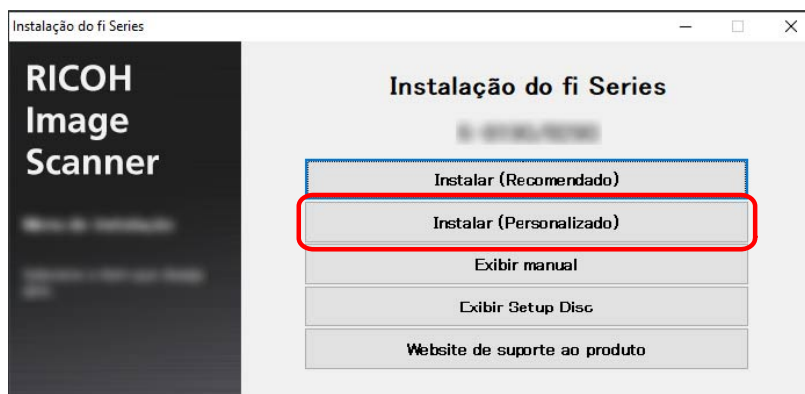 Instalação do fi Series
RICOH
Image
Scanner
Instalação do fi Series
Instalar (Recomendado)
Instalar (Personalizado)
Exibir manual
Exibir Setup Disc
Website de suporte ao produto